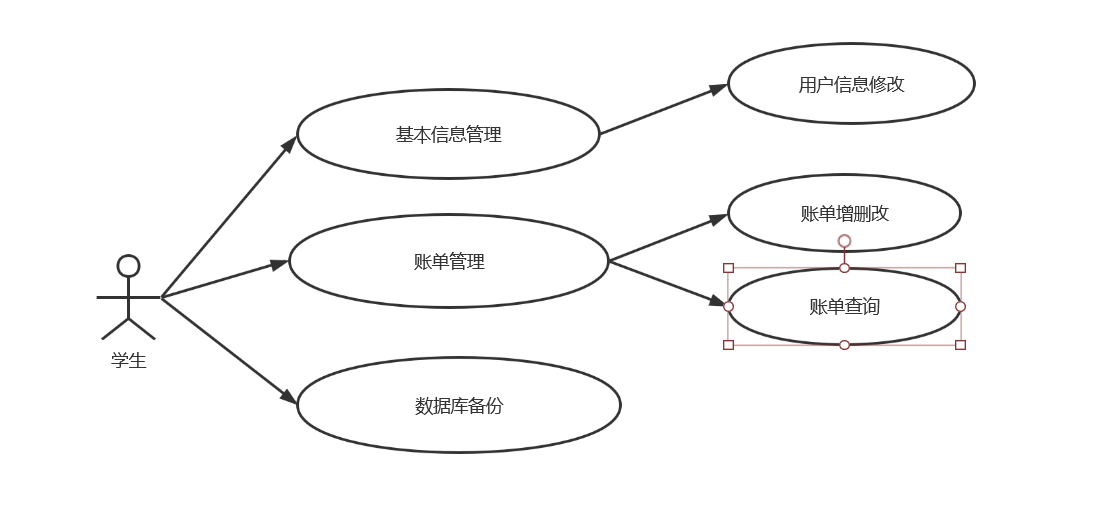 用户信息修改
基本信息管理
账单增删改
账单管理
账单查询
学生
数据库备份